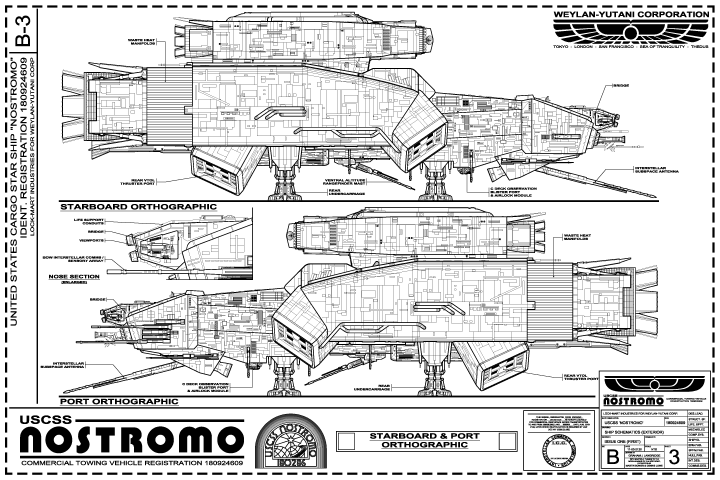 UNITED STATES CARGO STAR SHIP "NOSTROMO"
IDENT. REGISTRATION 180924609
LOCK-MART INDUSTRIES FOR WEYLAN-YUTANI CORP
B-3
WEYLAN-YUTANI CORPORATION
TOKYO - LONDON - SAN FRANCISCO - SEA OF TRANQUILITY - THEDUS
WASTE HEAT
MANIFOLDS
BRIDGE
INTERSTELLAR
SUBSPACE ANTENNA
REAR VTOL
THRUSTER PORT
VENTRAL ALTITUDE
RANGEFINDER MAST
REAR
UNDERCARRIAGE
C DECK OBSERVATION
BLISTER PORT
& AIRLOCK MODULE
STARBOARD ORTHOGRAPHIC
LIFE SUPPORT
CONDUITS
BRIDGE
VIEWPORTS
BOW INTERSTELLAR COMMS /
SENSORY ARRAY
NOSE SECTION
(ENLARGED)
WASTE HEAT
MANIFOLDS
BRIDGE
INTERSTELLAR
SUBSPACE ANTENNA
C DECK OBSERVATION
BLISTER PORT
& AIRLOCK MODULE
REAR
UNDERCARRIAGE
REAR VTOL
THRUSTER PORT
PORT ORTHOGRAPHIC
USCSS
NOSTROMO
COMMERCIAL TOWING VEHICLE REGISTRATION 180924609
USCSS NOSTROMO
180286
STARBOARD & PORT
ORTHOGRAPHIC
USCSS
NOSTROMO
LOCK-MART INDUSTRIES FOR WEYLAN-YUTANI CORP.
USCSS "NOSTROMO"
180924609
SHIP SCHEMATICS (EXTERIOR)
B
3